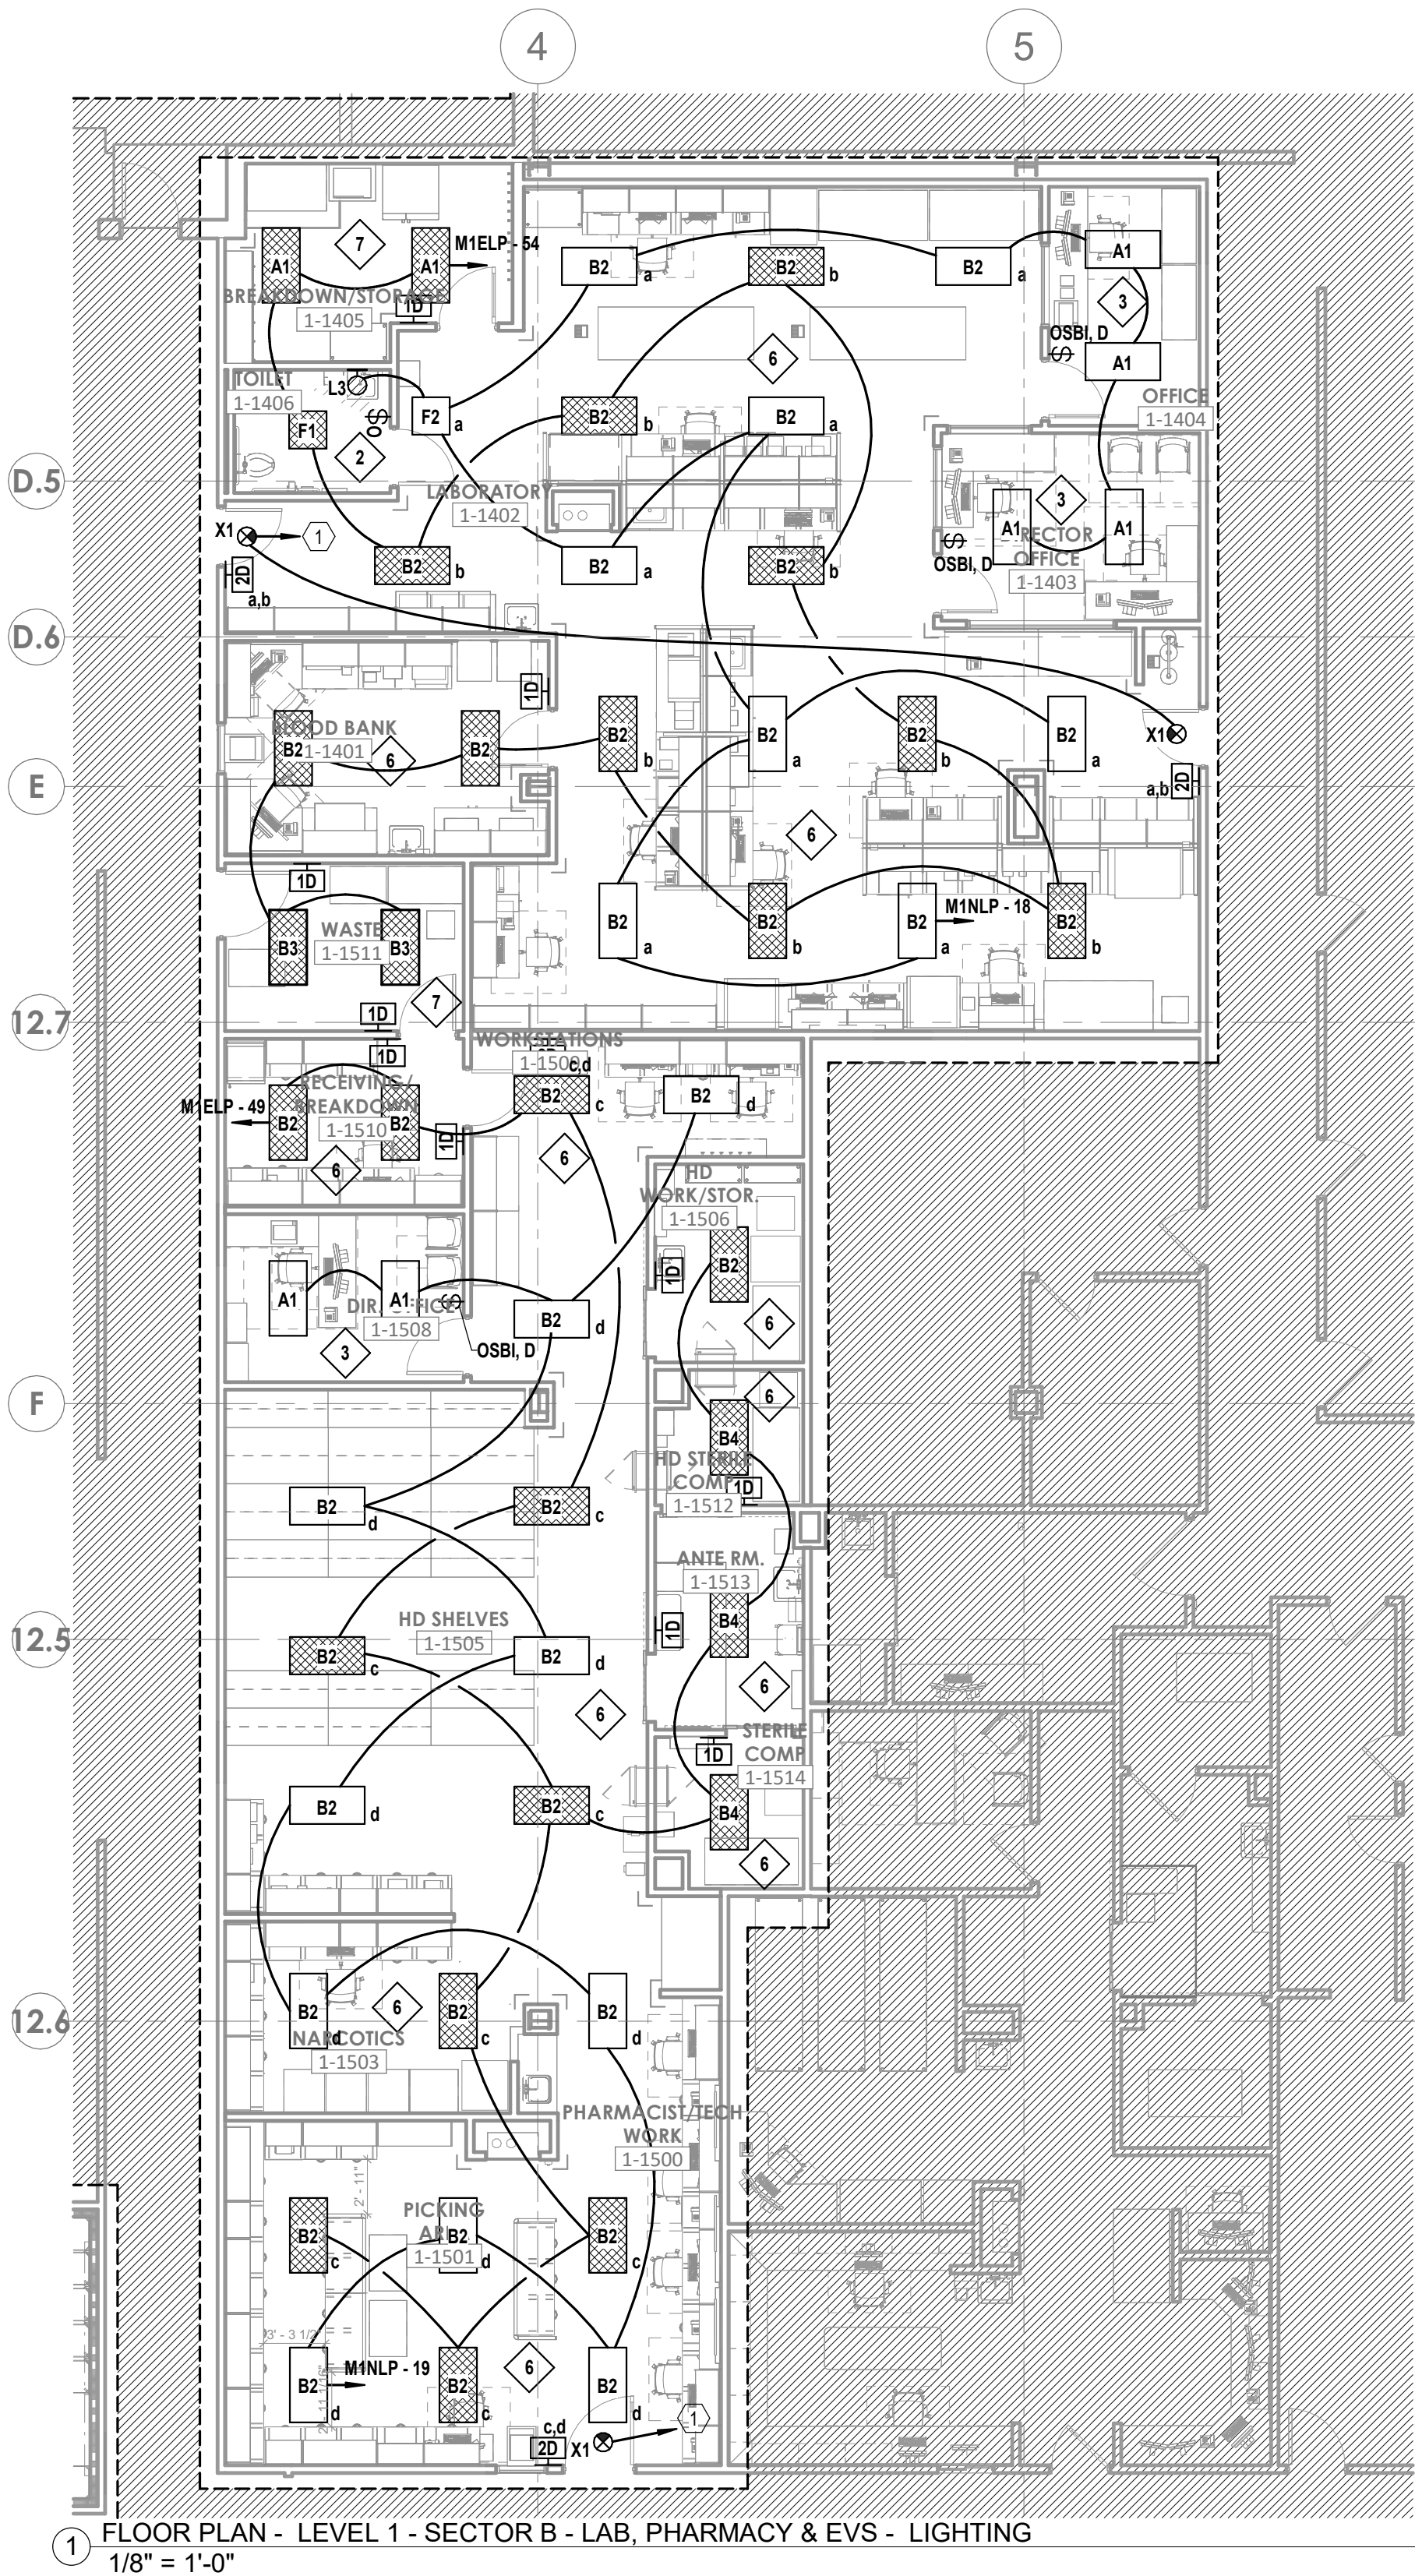 4
5
7
A1
A1
M1ELP - 54
B2
a
B2
b
B2
a
A1
3
BREAKDOWN/STORAGE
1D
1-1405
OSBI, D
A1
6
TOILET
1-1406
L3
F1
OS
F2
a
B2
b
B2
a
OFFICE
1-1404
2
D.5
LABORATORY
1-1402
3
A1
A1
X1
1
B2
b
B2
a
B2
b
OSBI, D
OFFICE
1-1403
2D
a,b
D.6
1D
BLOOD BANK
B2
1-1401
6
B2
B2
b
B2
a
B2
b
B2
a
X1
E
a,b
2D
6
1D
B3
WASTE
1-1511
B3
B2
a
B2
b
M1NLP - 18
B2
a
B2
b
7
12.7
1D
1D
WORKSTATIONS
c,d
RECEIVING/
BREAKDOWN
1-1510
M1ELP - 49
B2
B2
B2
c
B2
d
1D
6
6
HD
WORK/STOR.
1-1506
1D
B2
6
A1
A1
DIR. OFFICE
1-1508
3
OSBI, D
B2
d
F
6
B4
HD STERILE
COMP
1D
1-1512
B2
d
B2
c
ANTE RM.
1-1513
B4
1D
HD SHELVES
1-1505
12.5
B2
c
B2
d
6
6
STERILE
COMP
1-1514
1D
B2
d
B2
c
B4
6
12.6
B2
d
6
B2
c
B2
d
NARCOTICS
1-1503
PHARMACIST/TECH
WORK
1-1500
2' - 11"
PICKING
B2
c
B2
1-1501
d
B2
c
3' - 3 1/2"
M1NLP - 19
6
B2
d
B2
c
B2
d
c,d
2D
X1
1
1
FLOOR PLAN - LEVEL 1 - SECTOR B - LAB, PHARMACY & EVS - LIGHTING
1/8" = 1'-0"